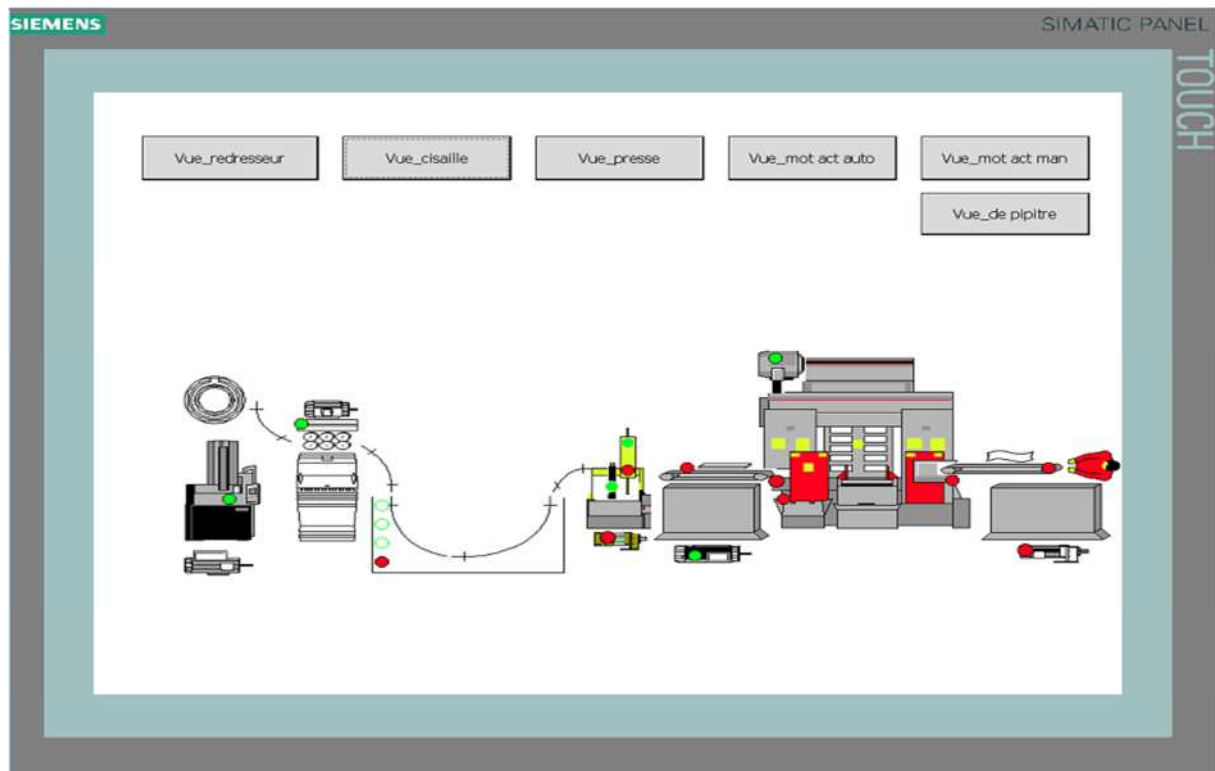 SIEMENS
SIMATIC PANEL
TOUCH
Vue_redresseur
Vue_cisaille
Vue_presse
Vue_mot act auto
Vue_mot act man
Vue_de pipitre